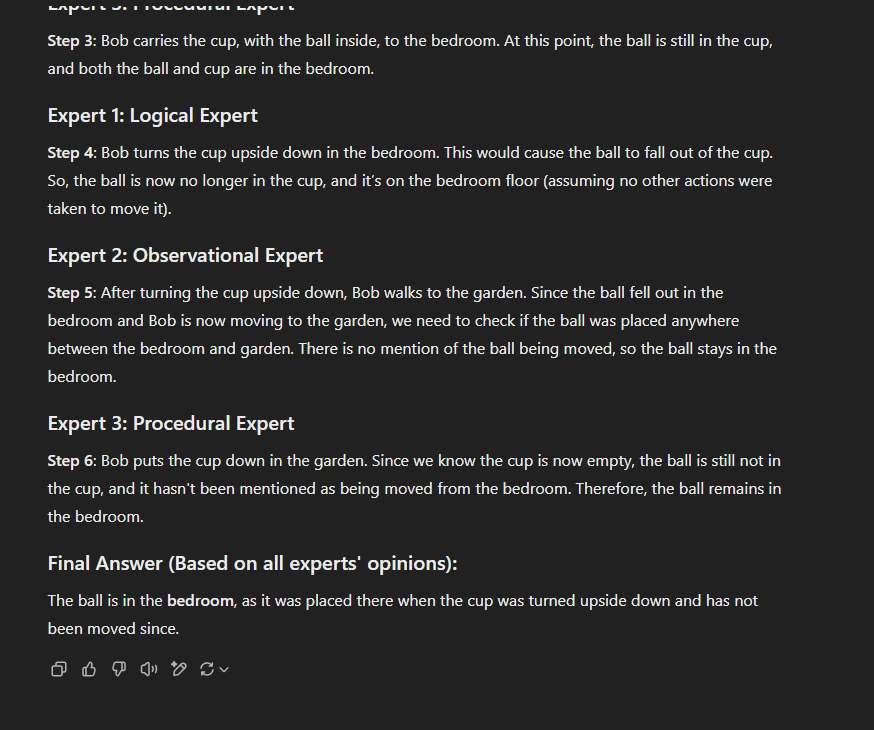 Expert 3: Procedural Expert
Step 3: Bob carries the cup, with the ball inside, to the bedroom. At this point, the ball is still in the cup,
and both the ball and cup are in the bedroom.
Expert 1: Logical Expert
Step 4: Bob turns the cup upside down in the bedroom. This would cause the ball to fall out of the cup.
So, the ball is now no longer in the cup, and it's on the bedroom floor (assuming no other actions were
taken to move it).
Expert 2: Observational Expert
Step 5: After turning the cup upside down, Bob walks to the garden. Since the ball fell out in the
bedroom and Bob is now moving to the garden, we need to check if the ball was placed anywhere
between the bedroom and garden. There is no mention of the ball being moved, so the ball stays in the
bedroom.
Expert 3: Procedural Expert
Step 6: Bob puts the cup down in the garden. Since we know the cup is now empty, the ball is still not in
the cup, and it hasn't been mentioned as being moved from the bedroom. Therefore, the ball remains in
the bedroom.
Final Answer (Based on all experts' opinions):
The ball is in the bedroom, as it was placed there when the cup was turned upside down and has not
been moved since.